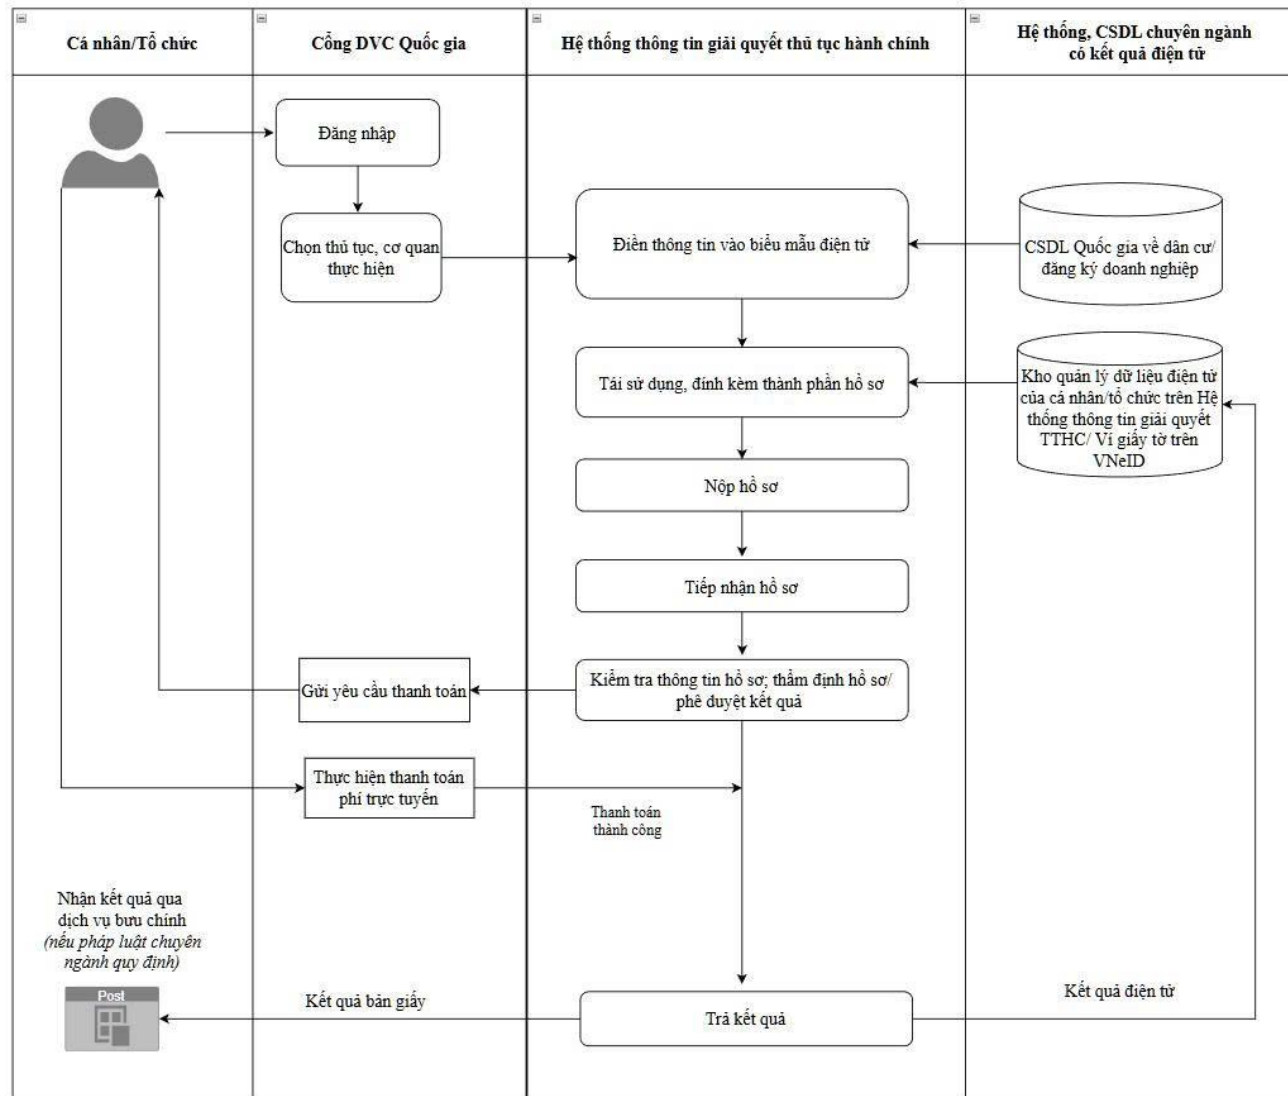 Cá nhân/Tổ chức
Cổng DVC Quốc gia
Hệ thống thông tin giải quyết thủ tục hành chính
Hệ thống, CSDL chuyên ngành
có kết quả điện tử
Đăng nhập
Chọn thủ tục, cơ quan
thực hiện
Điền thông tin vào biểu mẫu điện tử
CSDL Quốc gia về dân cư/
đăng ký doanh nghiệp
Tái sử dụng, đính kèm thành phần hồ sơ
Kho quản lý dữ liệu điện tử
của cá nhân/tổ chức trên Hệ
thống thông tin giải quyết
TTHC/ Ví giấy tờ trên
VNeID
Nộp hồ sơ
Tiếp nhận hồ sơ
Kiểm tra thông tin hồ sơ; thẩm định hồ sơ/
phê duyệt kết quả
Gửi yêu cầu thanh toán
Thực hiện thanh toán
phí trực tuyến
Thanh toán
thành công
Nhận kết quả qua
dịch vụ bưu chính
(nếu pháp luật chuyên
ngành quy định)
Post
Kết quả bản giấy
Trả kết quả
Kết quả điện tử